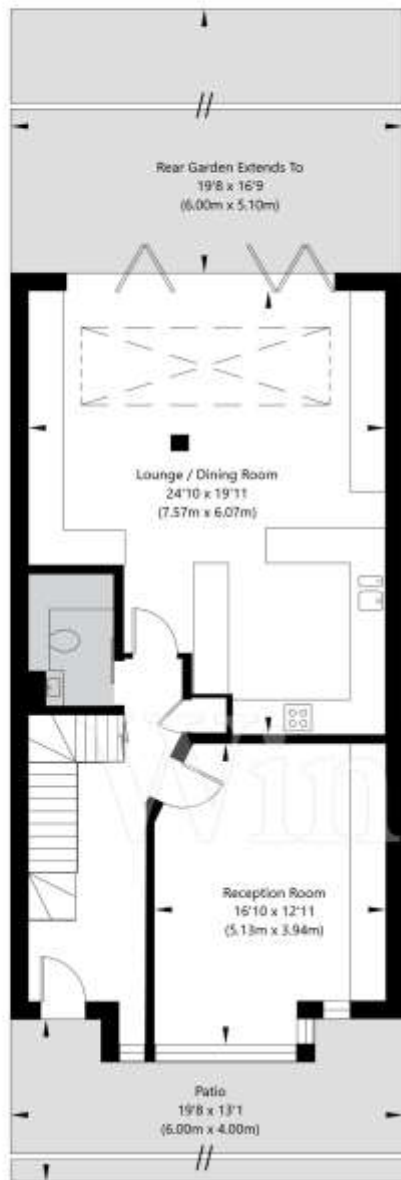 Rear Garden Extends To
19'8 x 16'9
(6.00m x 5.10m)
Lounge / Dining Room
24'10 x 19'11
(7.57m x 6.07m)
Reception Room
16'10 x 12'11
(5.13m x 3.94m)
Patio
19'8 x 13'1
(6.00m x 4.00m)